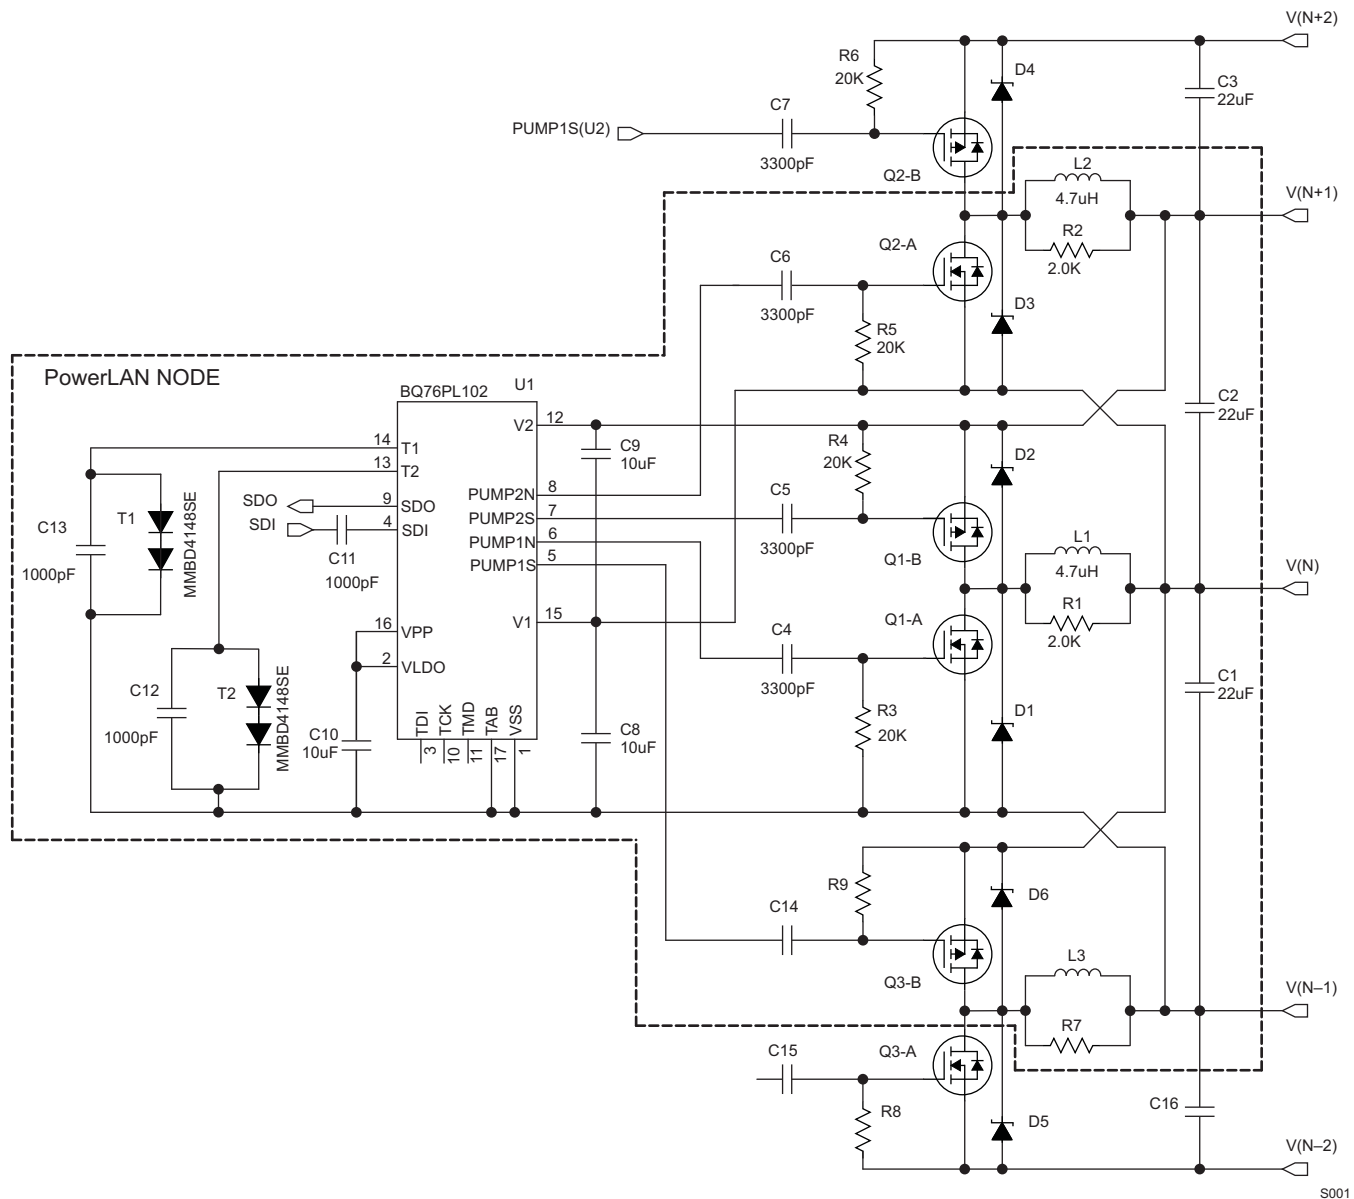 V(N+2)
R6
20K
D4
C3
22uF
C7
PUMP1S(U2)
3300pF
Q2-B
L2
4.7uH
V(N+1)
R2
2.0K
Q2-A
C6
3300pF
D3
R5
20K
PowerLAN NODE
BQ76PL102
U1
V2
12
C2
22uF
14
T1
13
T2
C9
10uF
R4
20K
D2
SDO
9
SDO
SDI
4
SDI
PUMP2N
8
PUMP2S
7
PUMP1N
6
PUMP1S
5
C5
3300pF
Q1-B
C13
1000pF
T1
MMBD4148SE
C11
1000pF
L1
4.7uH
V(N)
R1
2.0K
Q1-A
16
VPP
2
VLDO
V1
15
C4
3300pF
C12
1000pF
T2
MMBD4148SE
C10
10uF
TDI
TCK
TMD
TAB
VSS
3
10
11
17
1
C8
10uF
R3
20K
D1
C1
22uF
R9
D6
C14
Q3-B
L3
V(N–1)
R7
C15
Q3-A
R8
D5
C16
V(N–2)
S001